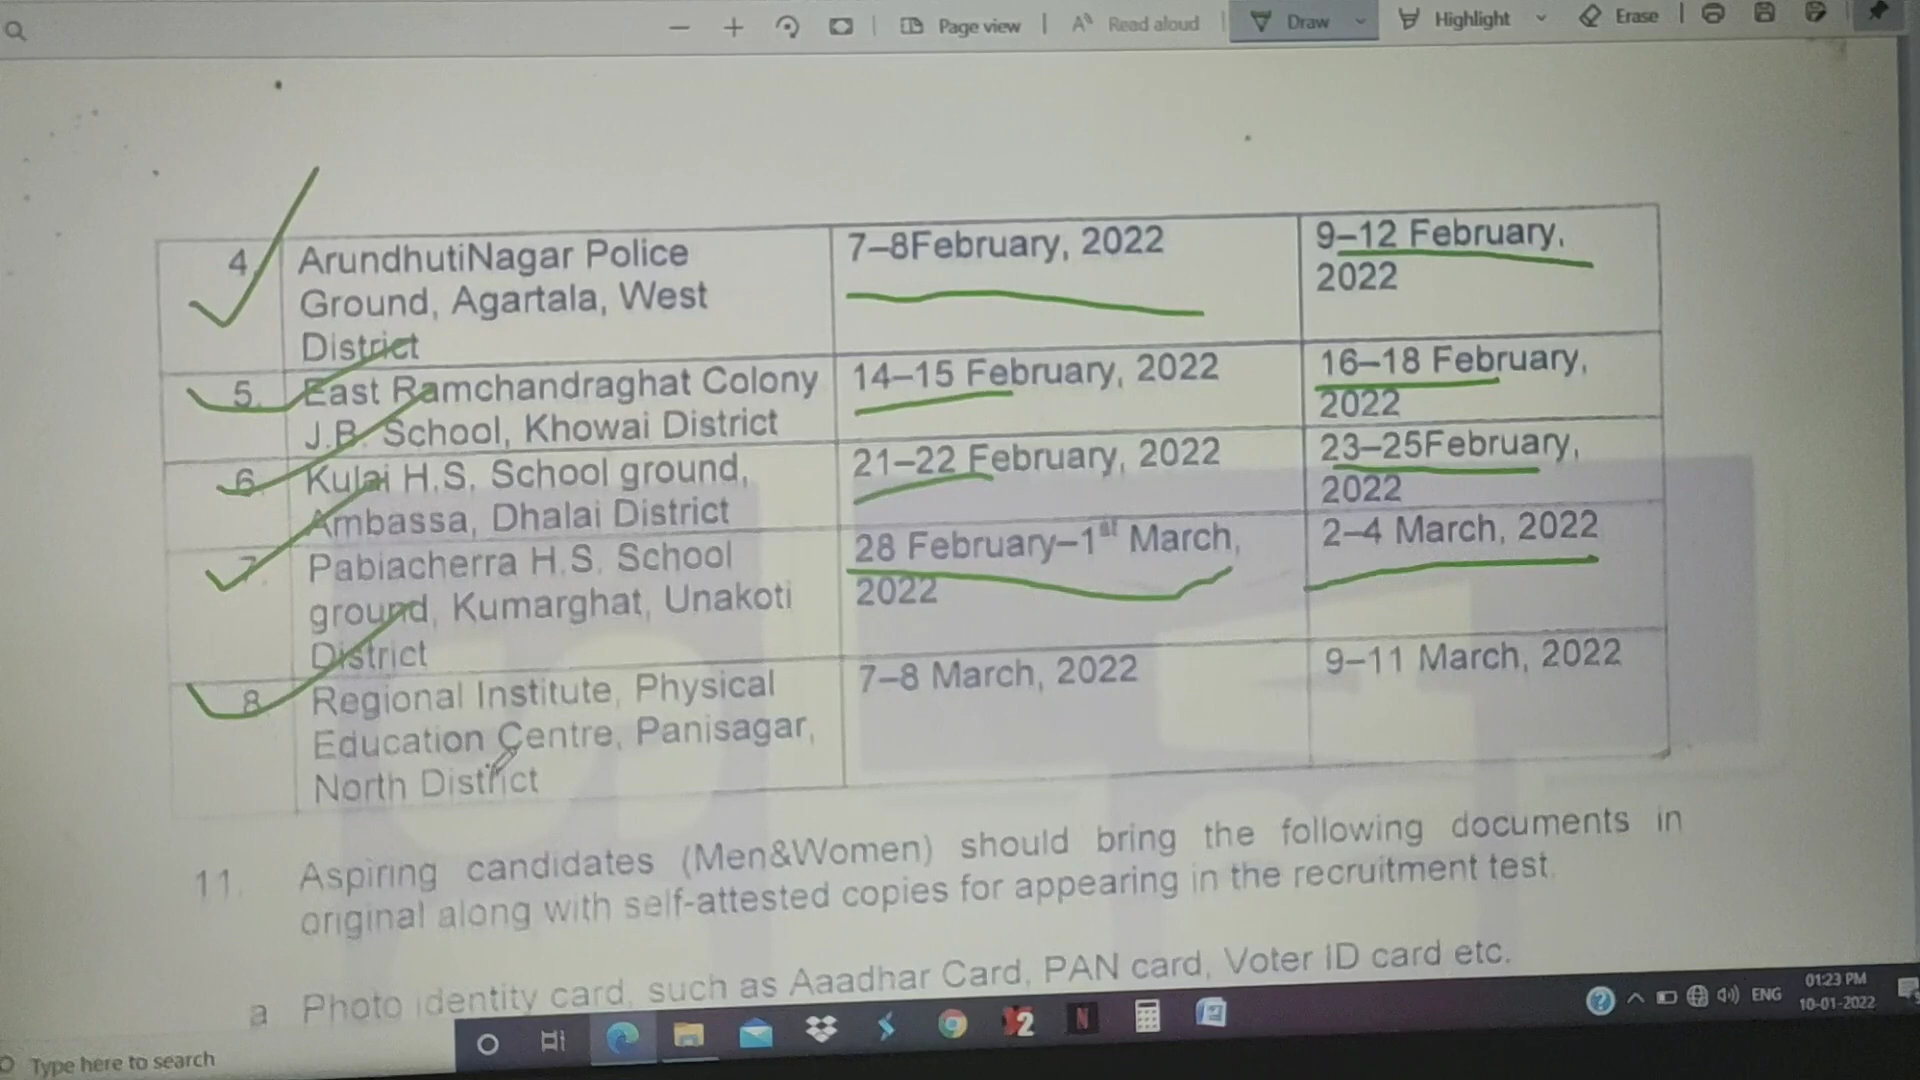 Page view
Read aloud
Draw
Highlight
Erase
4. ArundhutiNagar Police Ground, Agartala, West District 7–8February, 2022 9–12 February, 2022
5. East Ramchandraghat Colony J.B. School, Khowai District 14–15 February, 2022 16–18 February, 2022
6. Kulai H.S. School ground, Ambassa, Dhalai District 21–22 February, 2022 23–25February, 2022
7. Pabiacherra H.S. School ground, Kumarghat, Unakoti District 28 February–1st March, 2022 2–4 March, 2022
8. Regional Institute, Physical Education Centre, Panisagar, North District 7–8 March, 2022 9–11 March, 2022
11. Aspiring candidates (Men&Women) should bring the following documents in
original along with self-attested copies for appearing in the recruitment test.
a Photo identity card, such as Aaadhar Card, PAN card, Voter ID card etc.
Type here to search
ENG
01:23 PM
10-01-2022